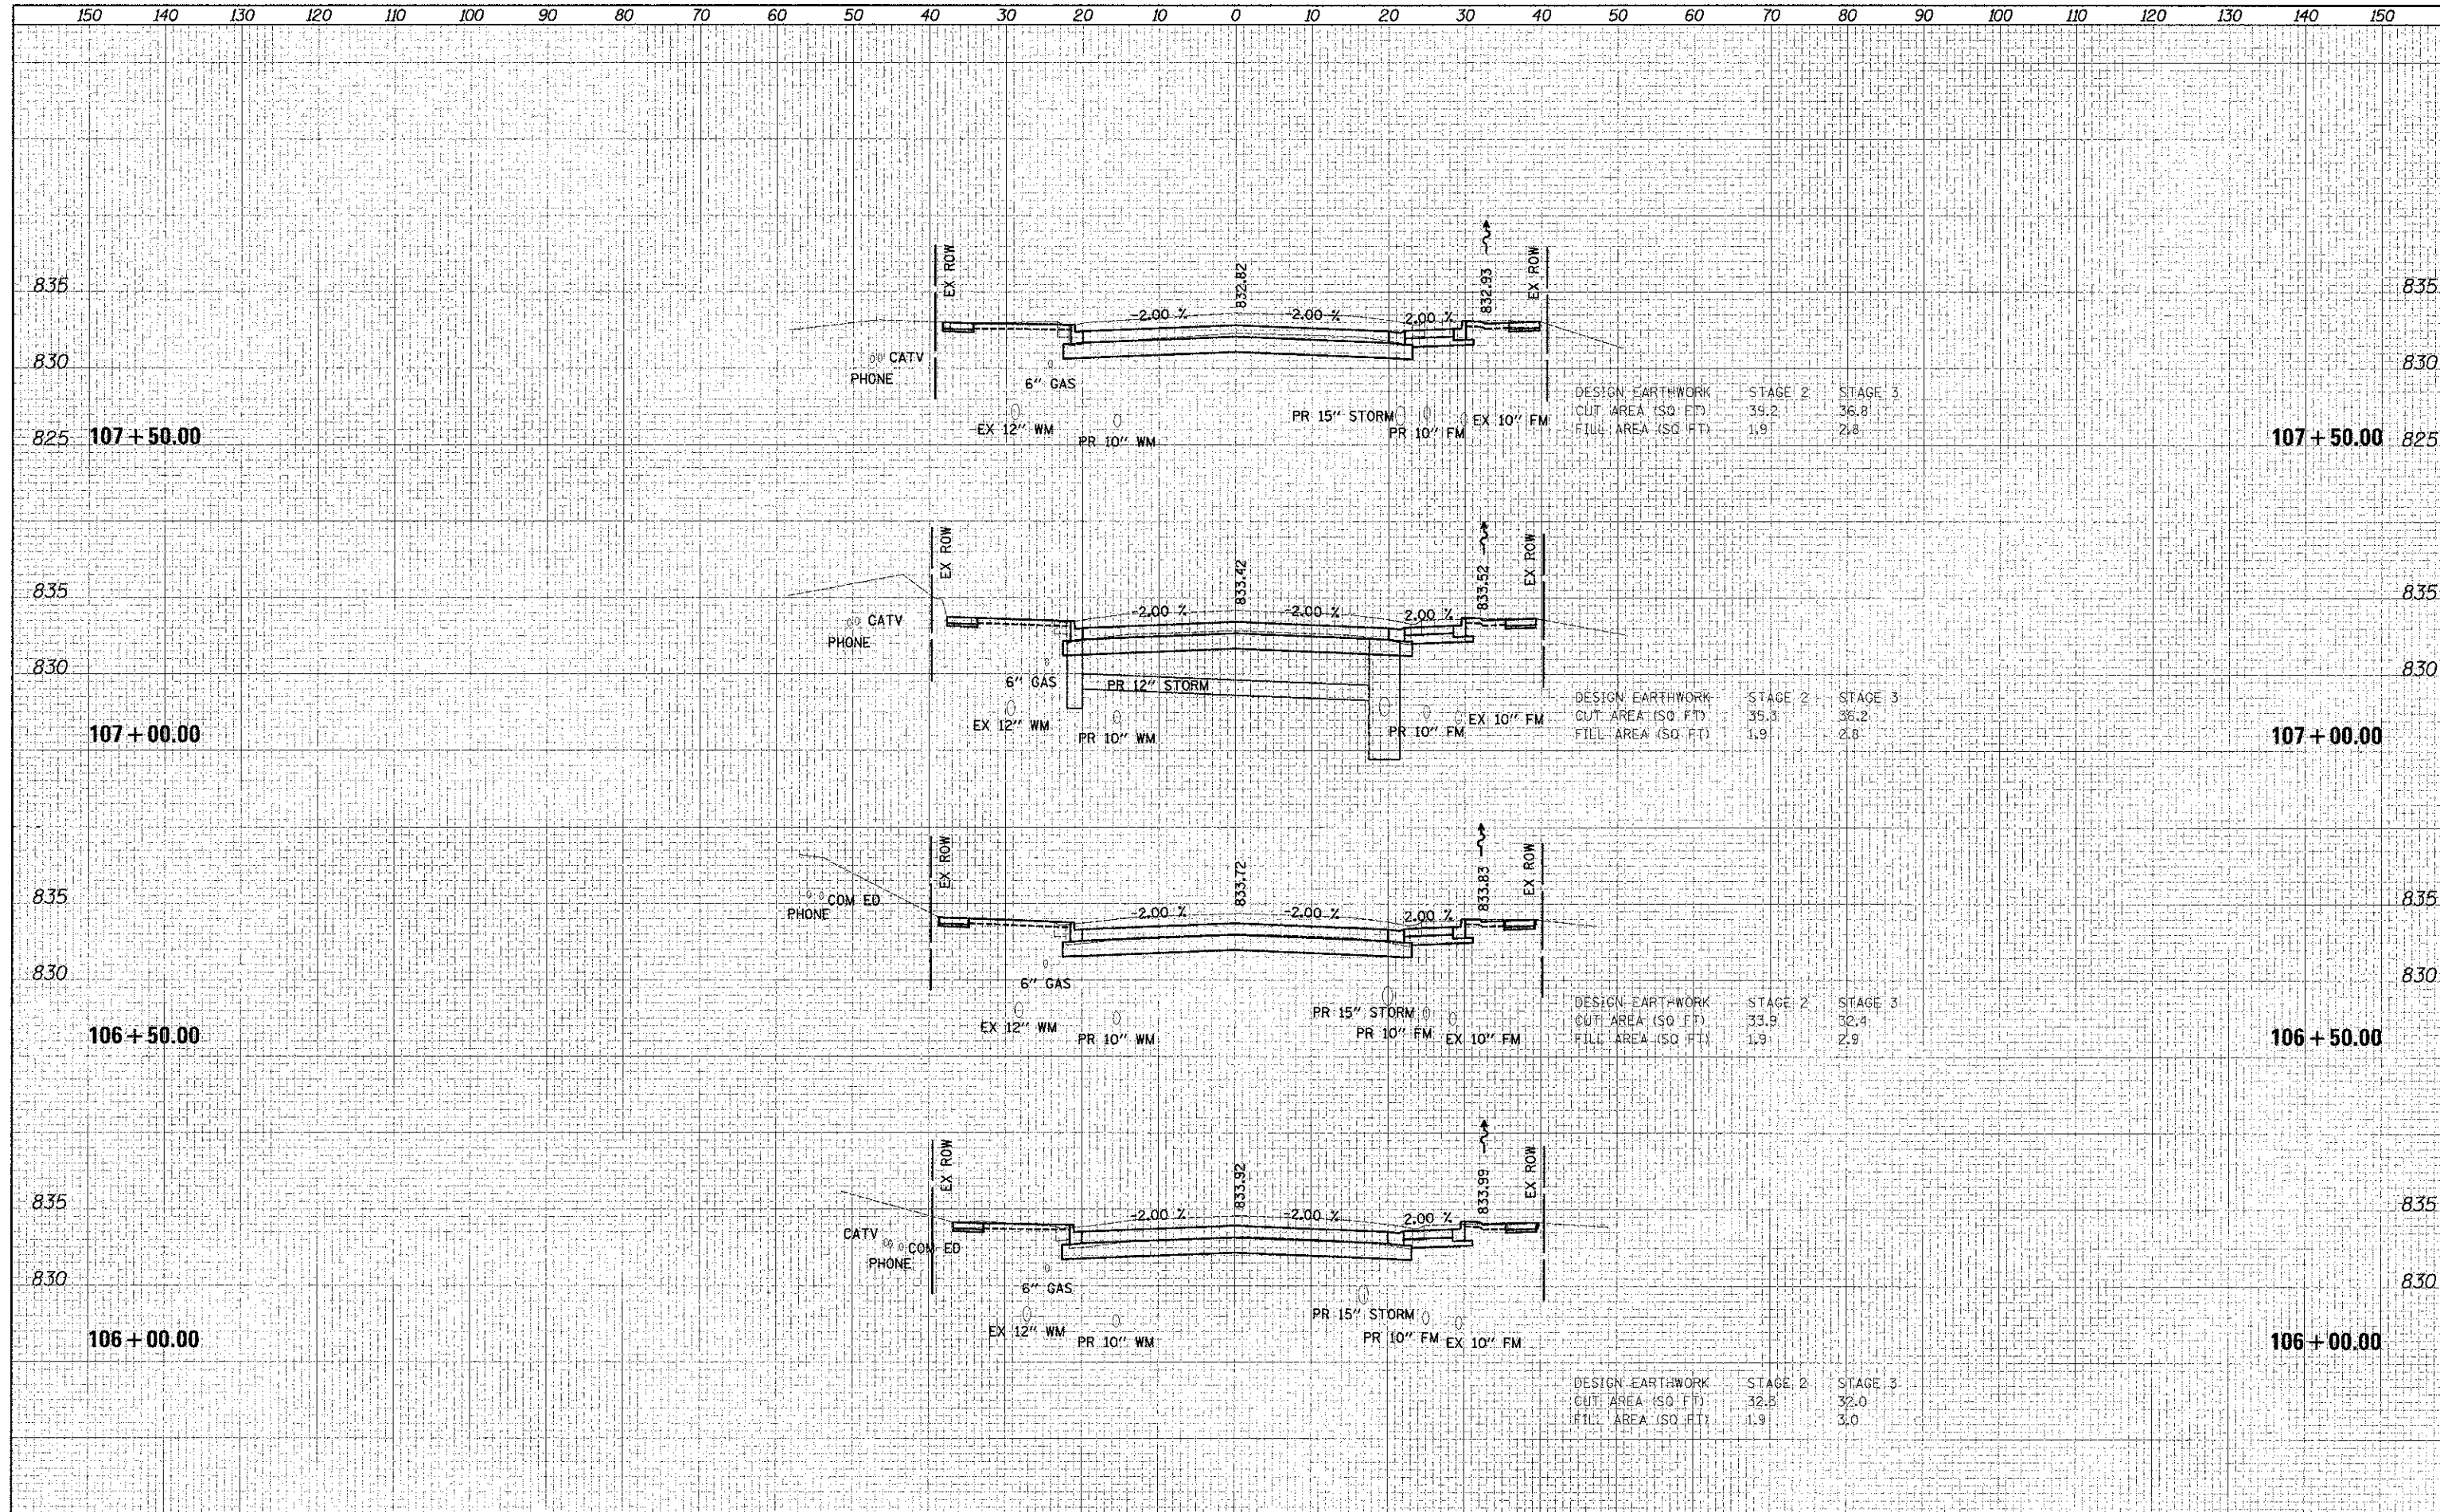 150 140 130 120 110 100 90 80 70 60 50 40 30 20 10 0 10 20 30 40 50 60 70 80 90 100 110 120 130 140 150
EX ROW 832.82 832.93 EX ROW
835 835
-2.00 % -2.00 % 2.00 %
CATV
830 830
PHONE 6" GAS
DESIGN EARTHWORK STAGE 2 STAGE 3
PR 15" STORM CUT AREA (SQ FT) 39.2 36.8
EX 12" WM PR 10" WM PR 10" FM EX 10" FM FILL AREA (SQ FT) 1.9 2.8
825 107+50.00 107+50.00 825
EX ROW 833.42 833.52 EX ROW
835 835
-2.00 % -2.00 % 2.00 %
CATV
PHONE
830 830
6" GAS PR 12" STORM
DESIGN EARTHWORK STAGE 2 STAGE 3
EX 12" WM EX 10" FM CUT AREA (SQ FT) 35.3 36.2
107+00.00 PR 10" WM PR 10" FM FILL AREA (SQ FT) 1.9 2.8 107+00.00
EX ROW 833.72 833.83 EX ROW
835 COM ED 835
PHONE -2.00 % -2.00 % 2.00 %
830 830
6" GAS
DESIGN EARTHWORK STAGE 2 STAGE 3
PR 15" STORM CUT AREA (SQ FT) 33.9 32.4
EX 12" WM PR 10" WM PR 10" FM EX 10" FM FILL AREA (SQ FT) 1.9 2.9
106+50.00 106+50.00
EX ROW 833.92 833.99 EX ROW
835 835
-2.00 % -2.00 % 2.00 %
CATV
COM ED
PHONE
830 830
6" GAS
PR 15" STORM
EX 12" WM PR 10" WM PR 10" FM EX 10" FM
106+00.00 106+00.00
DESIGN EARTHWORK STAGE 2 STAGE 3
CUT AREA (SQ FT) 32.0
FILL AREA (SQ FT) 1.9 3.0